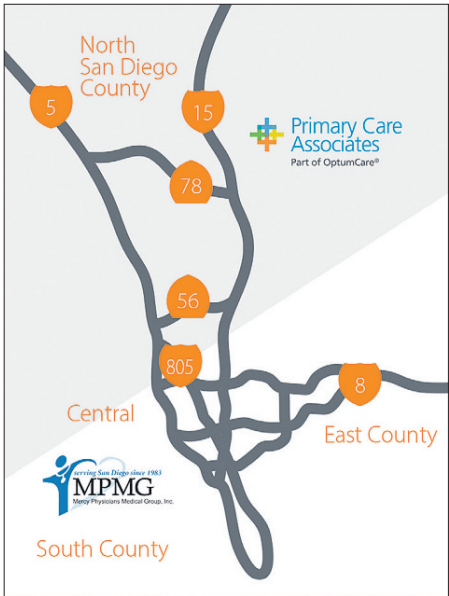 North
San Diego
County
5
15
Primary Care
Associates
Part of OptumCare®
78
56
805
8
Central
East County
serving San Diego since 1983
MPMG
Mercy Physicians Medical Group, Inc.
South County